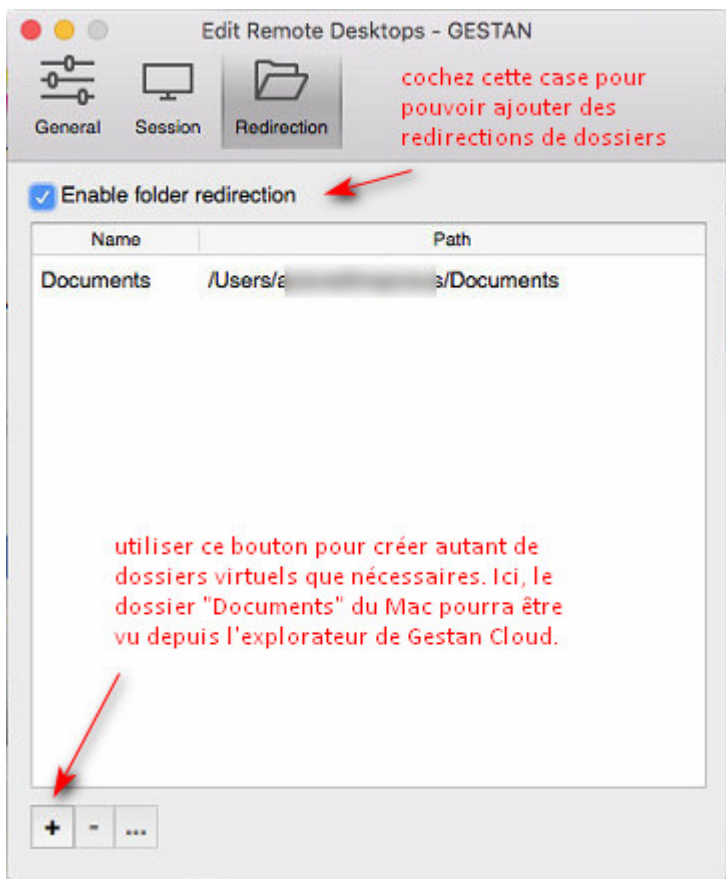 Edit Remote Desktops - GESTAN
General Session Redirection
cochez cette case pour
pouvoir ajouter des
redirections de dossiers
Enable folder redirection
Name Path
Documents /Users/a s/Documents
utiliser ce bouton pour créer autant de
dossiers virtuels que nécessaires. Ici, le
dossier "Documents" du Mac pourra être
vu depuis l'explorateur de Gestan Cloud.
+ - ...